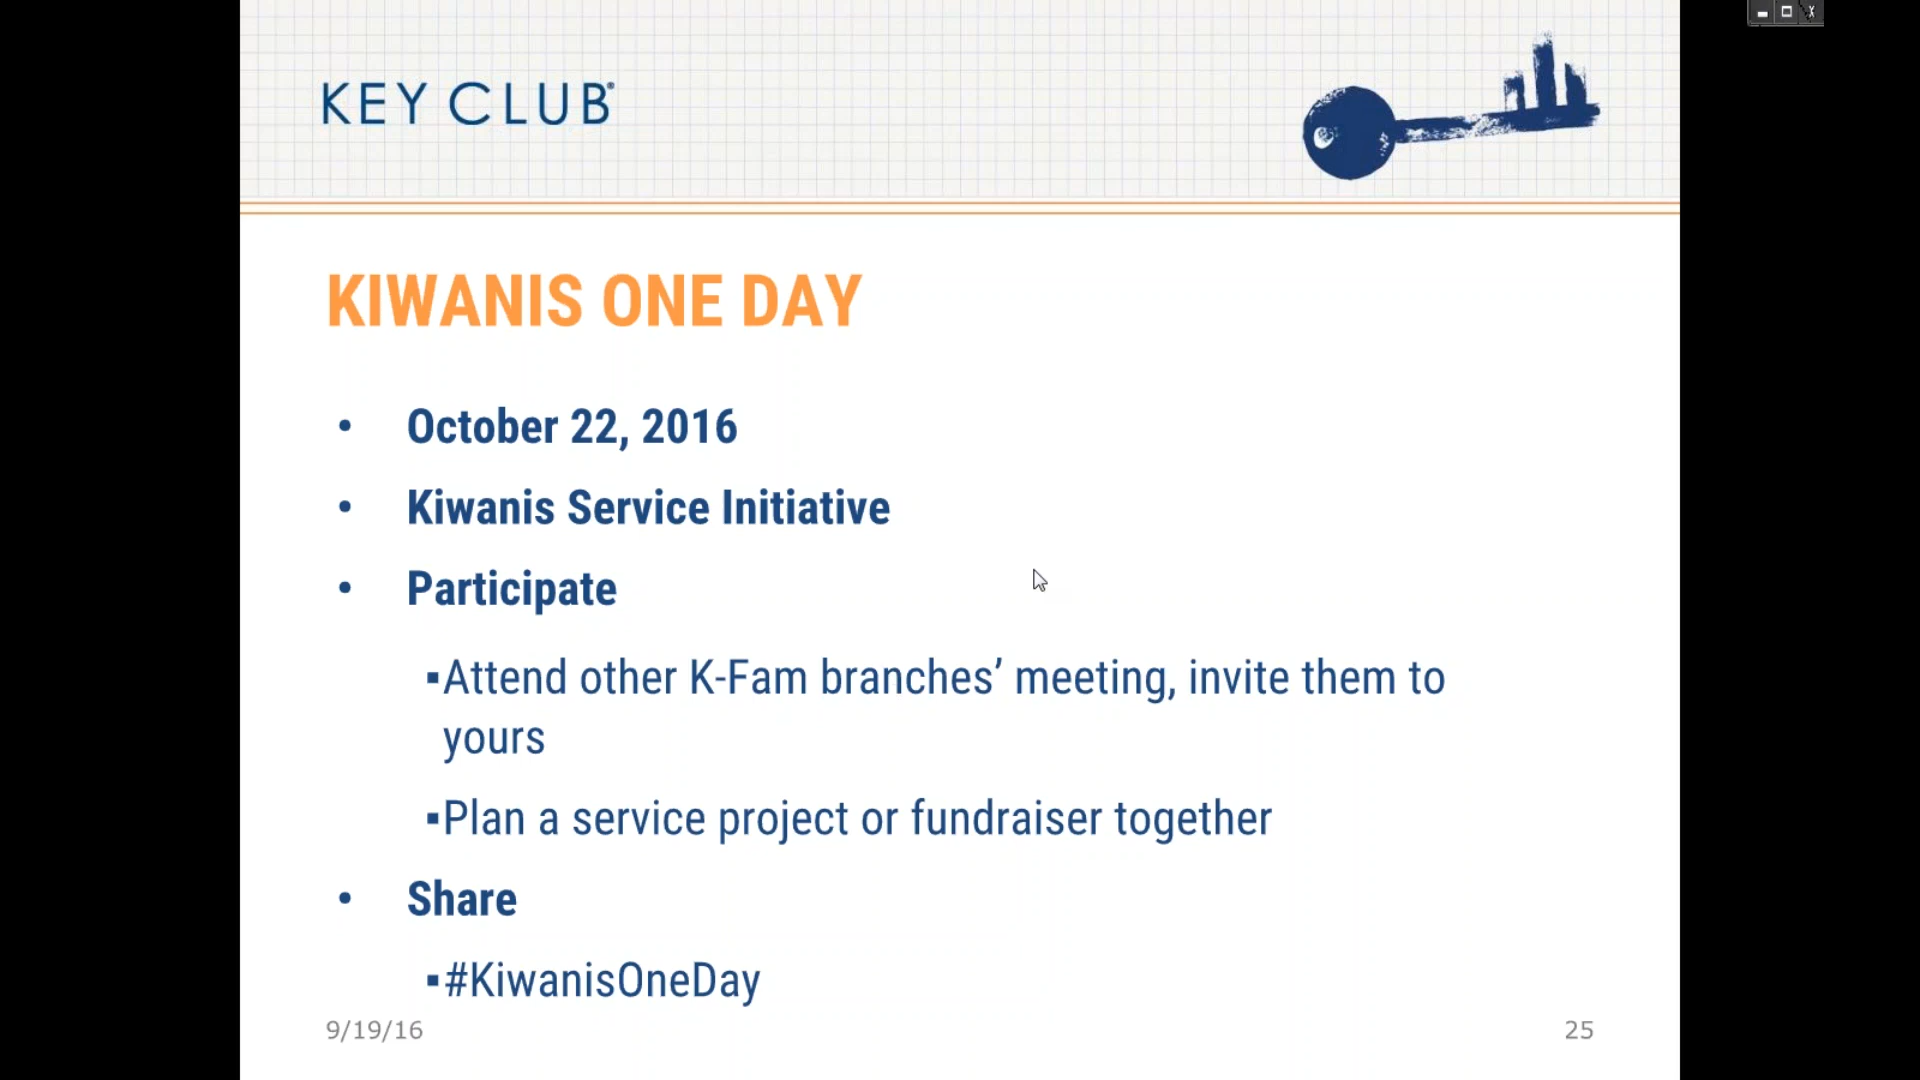 KEY CLUB®
KIWANIS ONE DAY
• October 22, 2016
• Kiwanis Service Initiative
• Participate
▪Attend other K-Fam branches’ meeting, invite them to
yours
▪Plan a service project or fundraiser together
• Share
▪#KiwanisOneDay
9/19/16
25